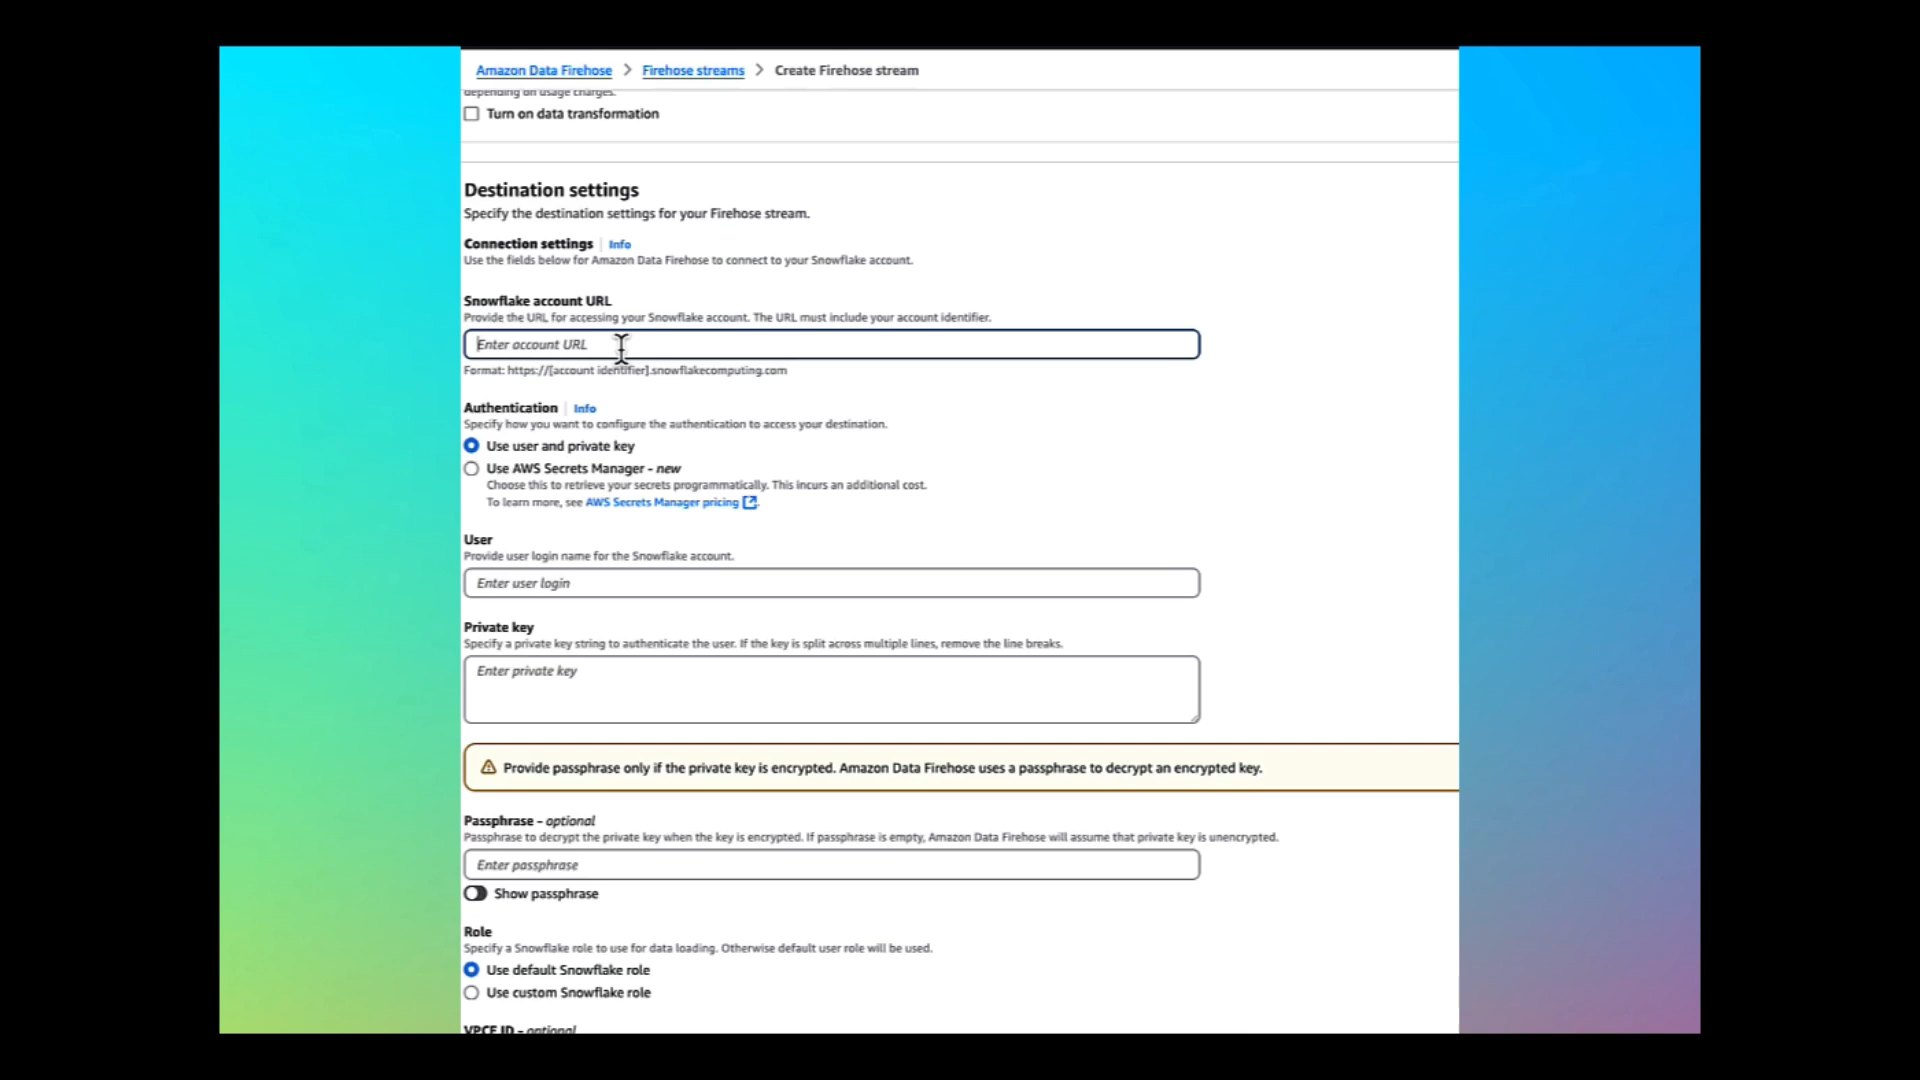 Amazon Data Firehose > Firehose streams > Create Firehose stream
depending on usage charges.
Turn on data transformation
Destination settings
Specify the destination settings for your Firehose stream.
Connection settings | Info
Use the fields below for Amazon Data Firehose to connect to your Snowflake account.
Snowflake account URL
Provide the URL for accessing your Snowflake account. The URL must include your account identifier.
Enter account URL
Format: https://[account identifier].snowflakecomputing.com
Authentication | Info
Specify how you want to configure the authentication to access your destination.
Use user and private key
Use AWS Secrets Manager - new
Choose this to retrieve your secrets programmatically. This incurs an additional cost.
To learn more, see AWS Secrets Manager pricing.
User
Provide user login name for the Snowflake account.
Enter user login
Private key
Specify a private key string to authenticate the user. If the key is split across multiple lines, remove the line breaks.
Enter private key
Provide passphrase only if the private key is encrypted. Amazon Data Firehose uses a passphrase to decrypt an encrypted key.
Passphrase - optional
Passphrase to decrypt the private key when the key is encrypted. If passphrase is empty, Amazon Data Firehose will assume that private key is unencrypted.
Enter passphrase
Show passphrase
Role
Specify a Snowflake role to use for data loading. Otherwise default user role will be used.
Use default Snowflake role
Use custom Snowflake role
VPCE ID - optional